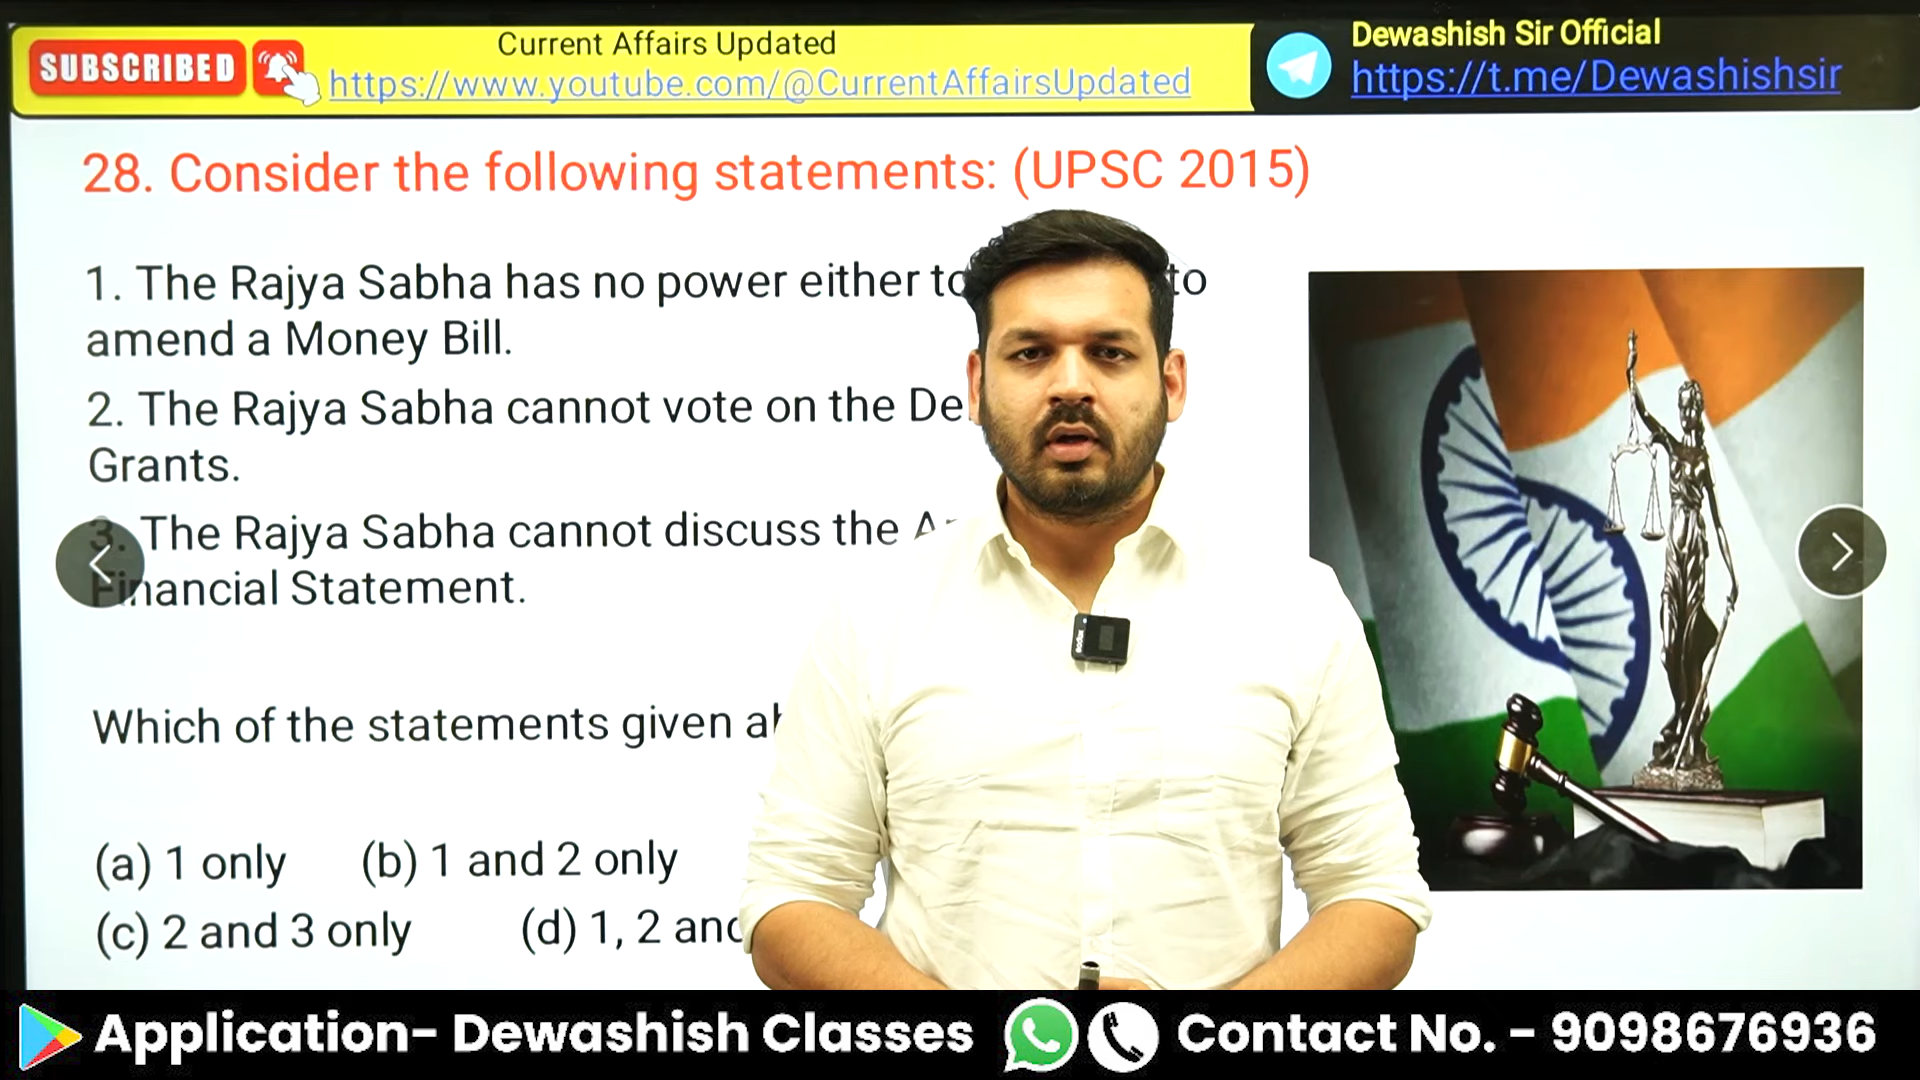 SUBSCRIBED
Current Affairs Updated
https://www.youtube.com/@CurrentAffairsUpdated
Dewashish Sir Official
https://t.me/Dewashishsir
28. Consider the following statements: (UPSC 2015)
1. The Rajya Sabha has no power either to
amend a Money Bill.
2. The Rajya Sabha cannot vote on the
Grants.
3. The Rajya Sabha cannot discuss the
Financial Statement.
Which of the statements given
(a) 1 only (b) 1 and 2 only
(c) 2 and 3 only (d) 1, 2 and
Application- Dewashish Classes
Contact No. - 9098676936